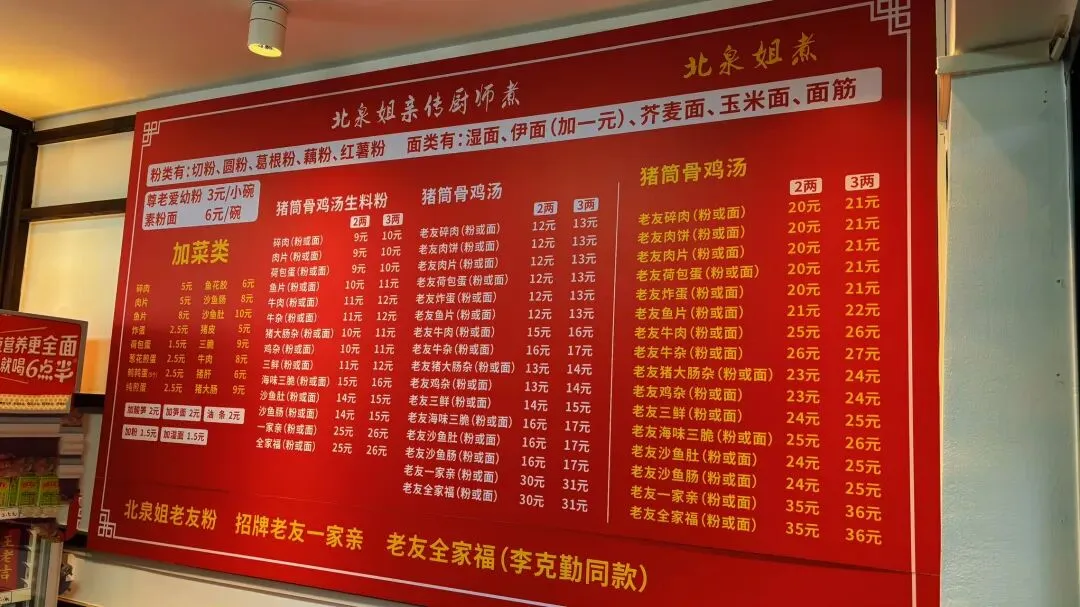 北泉姐亲传厨师煮
北泉姐煮
粉类有：切粉、圆粉、葛根粉、藕粉、红薯粉 面类有：湿面、伊面（加一元）、荞麦面、玉米面、面筋
尊老爱幼粉 3元/小碗
素粉面 6元/碗
加菜类
碎肉 5元 鱼花胶 6元
肉片 5元 沙鱼肠 8元
鱼片 8元 沙鱼肚 10元
炸蛋 2.5元 猪皮 5元
荷包蛋 1.5元 三脆 9元
葱花煎蛋 2.5元 牛肉 8元
鹌鹑蛋 2.5元 猪肝 6元
纯煎蛋 2.5元 猪大肠 9元
加酸笋 2元 加笋面 2元 油条 2元
加粉 1.5元 加湿面 1.5元
猪筒骨鸡汤生料粉
2两 3两
碎肉（粉或面） 9元 10元
肉片（粉或面） 9元 10元
荷包蛋（粉或面） 9元 10元
鱼片（粉或面） 10元 11元
牛肉（粉或面） 11元 12元
牛杂（粉或面） 11元 12元
猪大肠杂（粉或面） 10元 11元
鸡杂（粉或面） 10元 11元
三鲜（粉或面） 11元 12元
海味三脆（粉或面） 15元 16元
沙鱼肚（粉或面） 14元 15元
沙鱼肠（粉或面） 14元 15元
一家亲（粉或面） 25元 26元
全家福（粉或面） 25元 26元
猪筒骨鸡汤
2两 3两
老友碎肉（粉或面） 12元 13元
老友肉饼（粉或面） 12元 13元
老友肉片（粉或面） 12元 13元
老友荷包蛋（粉或面） 12元 13元
老友炸蛋（粉或面） 12元 13元
老友鱼片（粉或面） 12元 13元
老友牛肉（粉或面） 15元 16元
老友牛杂（粉或面） 16元 17元
老友猪大肠杂（粉或面） 13元 14元
老友鸡杂（粉或面） 13元 14元
老友三鲜（粉或面） 14元 15元
老友海味三脆（粉或面） 16元 17元
老友沙鱼肚（粉或面） 16元 17元
老友沙鱼肠（粉或面） 16元 17元
老友一家亲（粉或面） 30元 31元
老友全家福（粉或面） 30元 31元
猪筒骨鸡汤
2两 3两
老友碎肉（粉或面） 20元 21元
老友肉饼（粉或面） 20元 21元
老友肉片（粉或面） 20元 21元
老友荷包蛋（粉或面） 20元 21元
老友炸蛋（粉或面） 20元 21元
老友鱼片（粉或面） 21元 22元
老友牛肉（粉或面） 25元 26元
老友牛杂（粉或面） 26元 27元
老友猪大肠杂（粉或面） 23元 24元
老友鸡杂（粉或面） 23元 24元
老友三鲜（粉或面） 24元 25元
老友海味三脆（粉或面） 25元 26元
老友沙鱼肚（粉或面） 24元 25元
老友沙鱼肠（粉或面） 24元 25元
老友一家亲（粉或面） 35元 36元
老友全家福（粉或面） 35元 36元
北泉姐老友粉 招牌老友一家亲 老友全家福（李克勤同款）
营养更全面
就喝6点半
王老吉